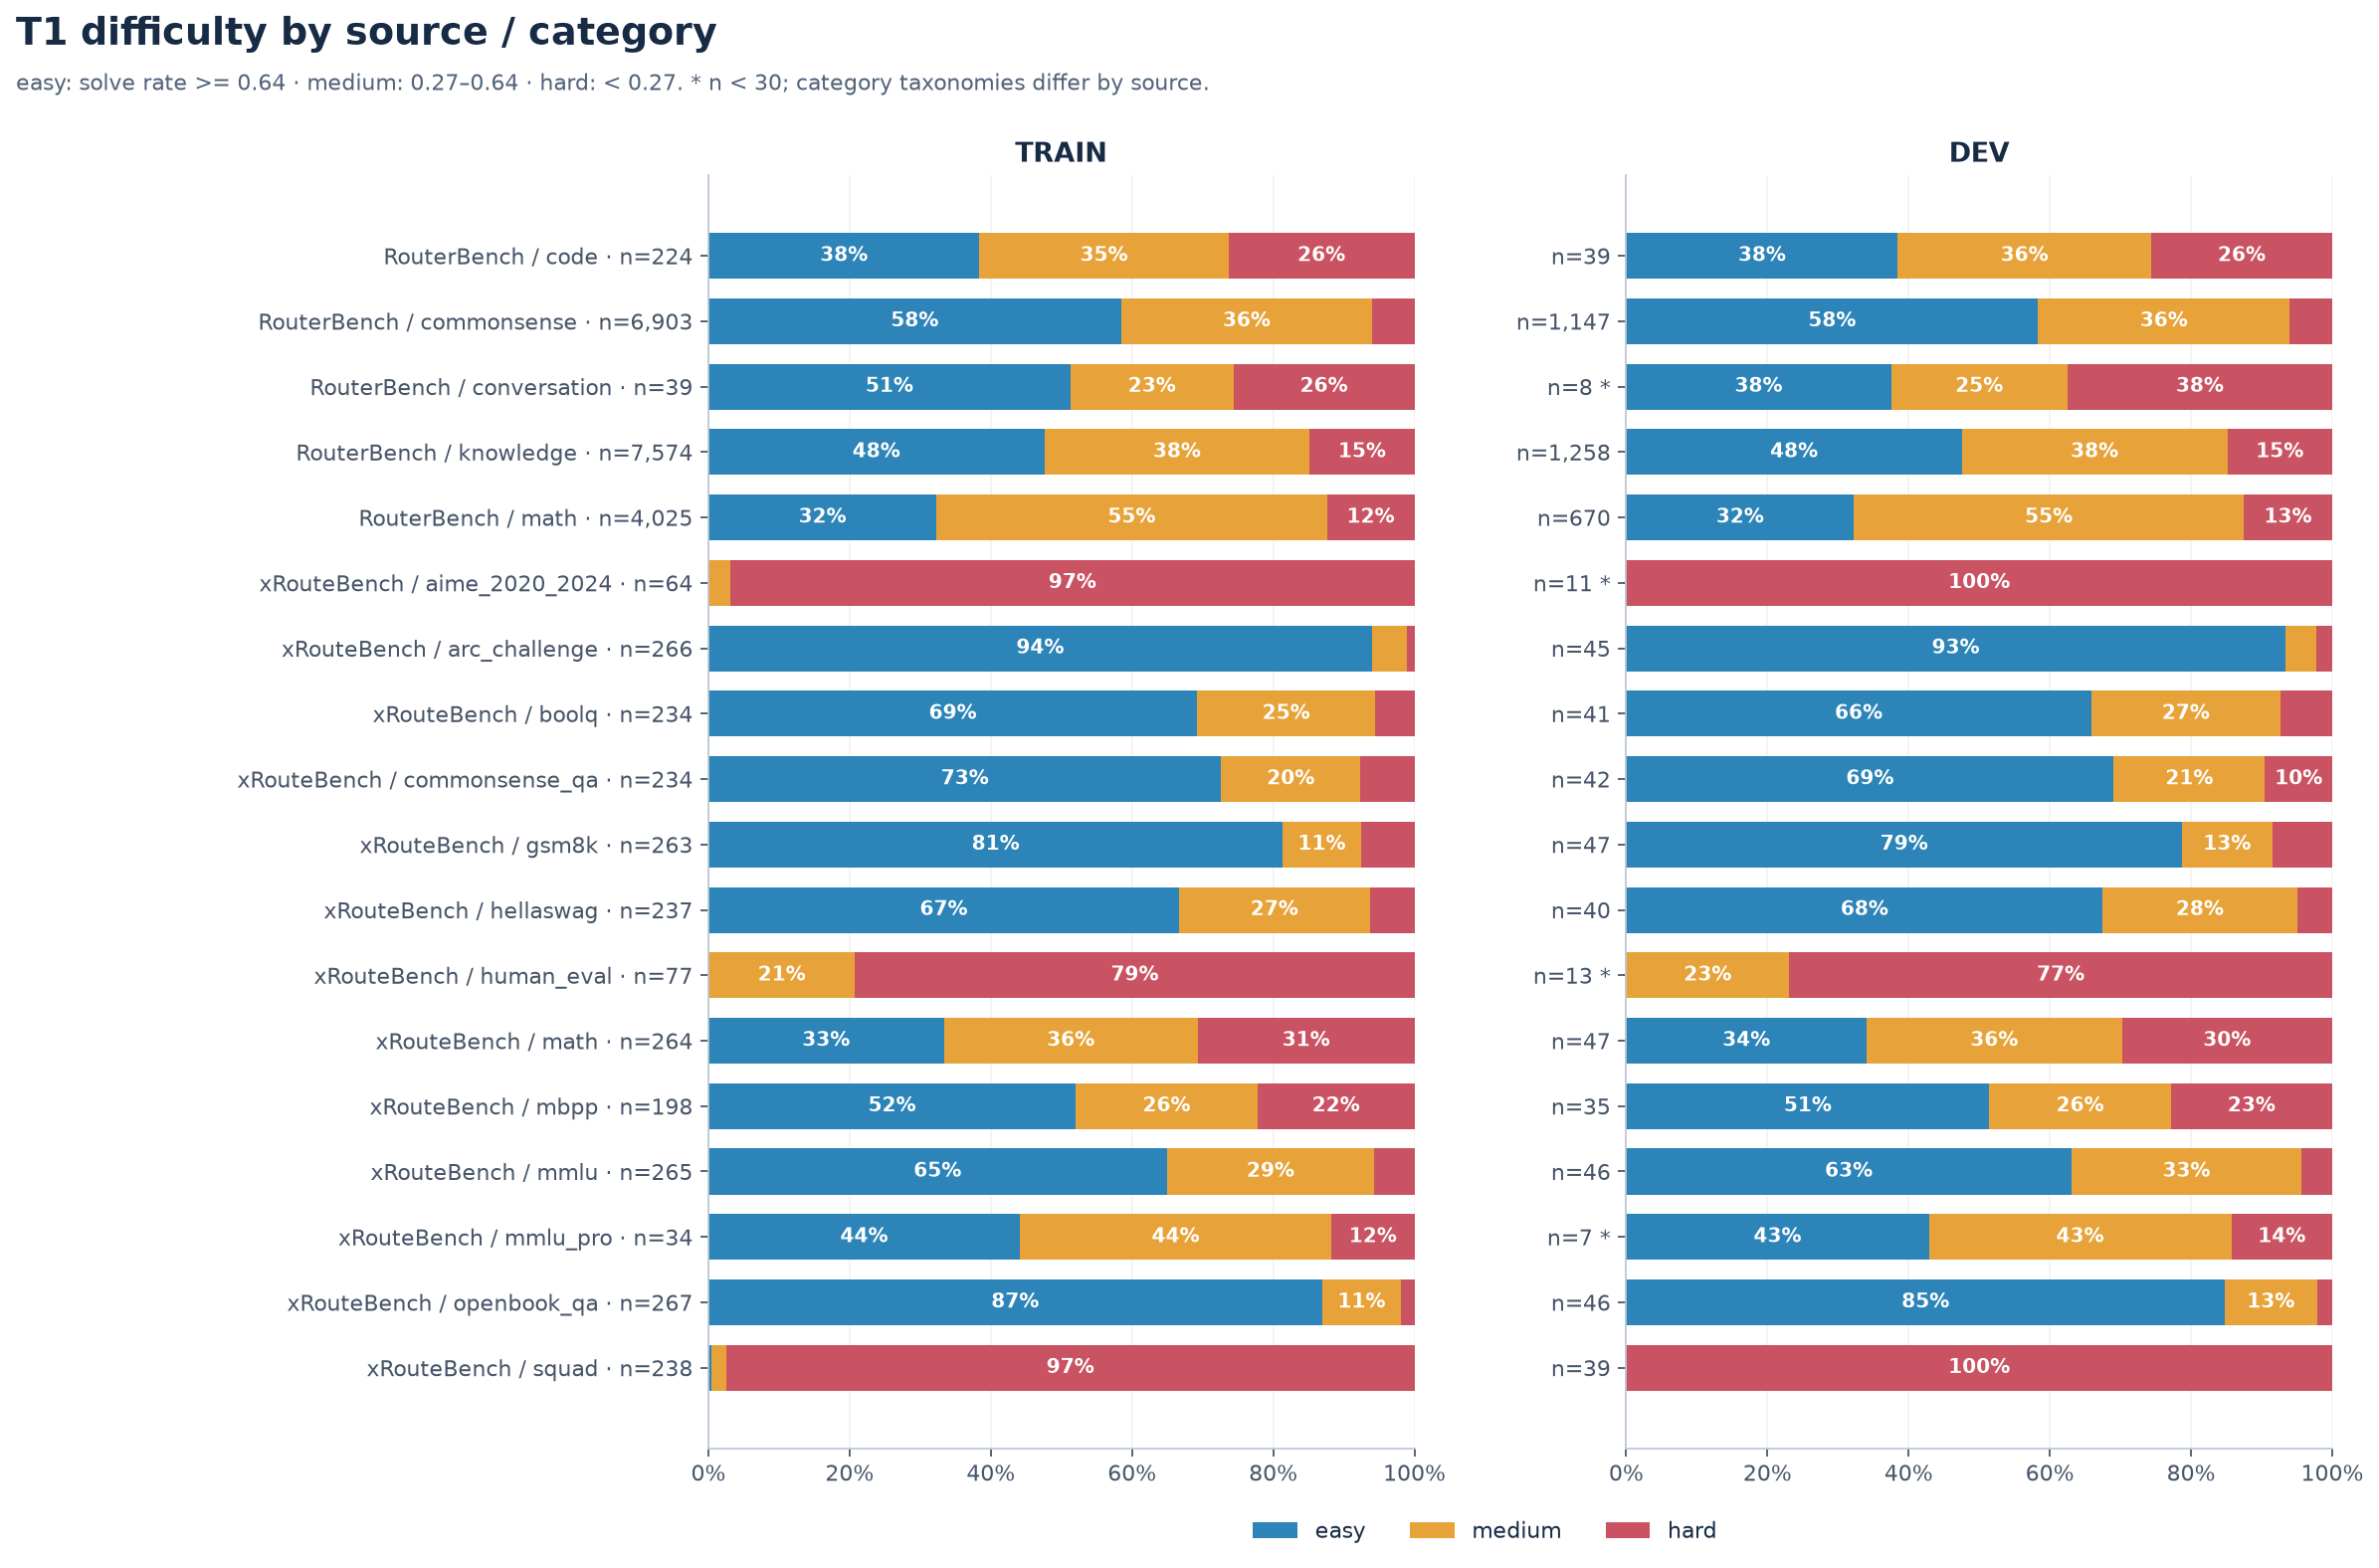 T1 difficulty by source / category
easy: solve rate >= 0.64 · medium: 0.27–0.64 · hard: < 0.27. * n < 30; category taxonomies differ by source.
TRAIN
DEV
RouterBench / code · n=224
38% 35% 26%
n=39
38% 36% 26%
RouterBench / commonsense · n=6,903
58% 36%
n=1,147
58% 36%
RouterBench / conversation · n=39
51% 23% 26%
n=8 *
38% 25% 38%
RouterBench / knowledge · n=7,574
48% 38% 15%
n=1,258
48% 38% 15%
RouterBench / math · n=4,025
32% 55% 12%
n=670
32% 55% 13%
xRouteBench / aime_2020_2024 · n=64
97%
n=11 *
100%
xRouteBench / arc_challenge · n=266
94%
n=45
93%
xRouteBench / boolq · n=234
69% 25%
n=41
66% 27%
xRouteBench / commonsense_qa · n=234
73% 20%
n=42
69% 21% 10%
xRouteBench / gsm8k · n=263
81% 11%
n=47
79% 13%
xRouteBench / hellaswag · n=237
67% 27%
n=40
68% 28%
xRouteBench / human_eval · n=77
21% 79%
n=13 *
23% 77%
xRouteBench / math · n=264
33% 36% 31%
n=47
34% 36% 30%
xRouteBench / mbpp · n=198
52% 26% 22%
n=35
51% 26% 23%
xRouteBench / mmlu · n=265
65% 29%
n=46
63% 33%
xRouteBench / mmlu_pro · n=34
44% 44% 12%
n=7 *
43% 43% 14%
xRouteBench / openbook_qa · n=267
87% 11%
n=46
85% 13%
xRouteBench / squad · n=238
97%
n=39
100%
0% 20% 40% 60% 80% 100%
0% 20% 40% 60% 80% 100%
easy medium hard